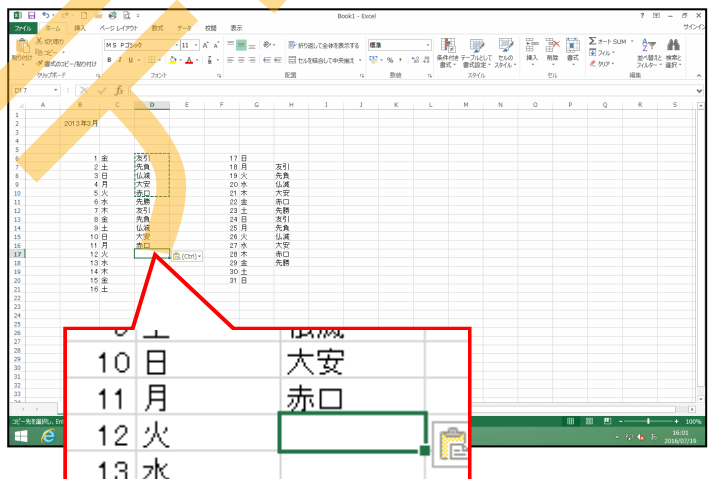 Book1 - Excel
サインイン
ファイル ホーム 挿入 ページレイアウト 数式 データ 校閲 表示
切り取り
コピー
書式のコピー/貼り付け
貼り付け
クリップボード
MS Pゴシック 11
B I U
フォント
折り返して全体を表示する
セルを結合して中央揃え
配置
標準
数値
条件付き書式 テーブルとして書式設定 セルのスタイル
スタイル
挿入 削除 書式
セル
オート SUM
フィル
クリア
並べ替えとフィルター 検索と選択
編集
D17
A B C D E F G H I J K L M N O P Q R S
2013年3月
1 金 友引 17 日
2 土 先負 18 月 友引
3 日 仏滅 19 火 先負
4 月 大安 20 水 仏滅
5 火 赤口 21 木 大安
6 水 先勝 22 金 赤口
7 木 友引 23 土 先勝
8 金 先負 24 日 友引
9 土 仏滅 25 月 先負
10 日 大安 26 火 仏滅
11 月 赤口 27 水 大安
12 火 (Ctrl) 28 木 赤口
13 水 29 金 先勝
14 木 30 土
15 金 31 日
16 土
10 日 大安
11 月 赤口
12 火
13 水
100%
16:01
2016/07/19